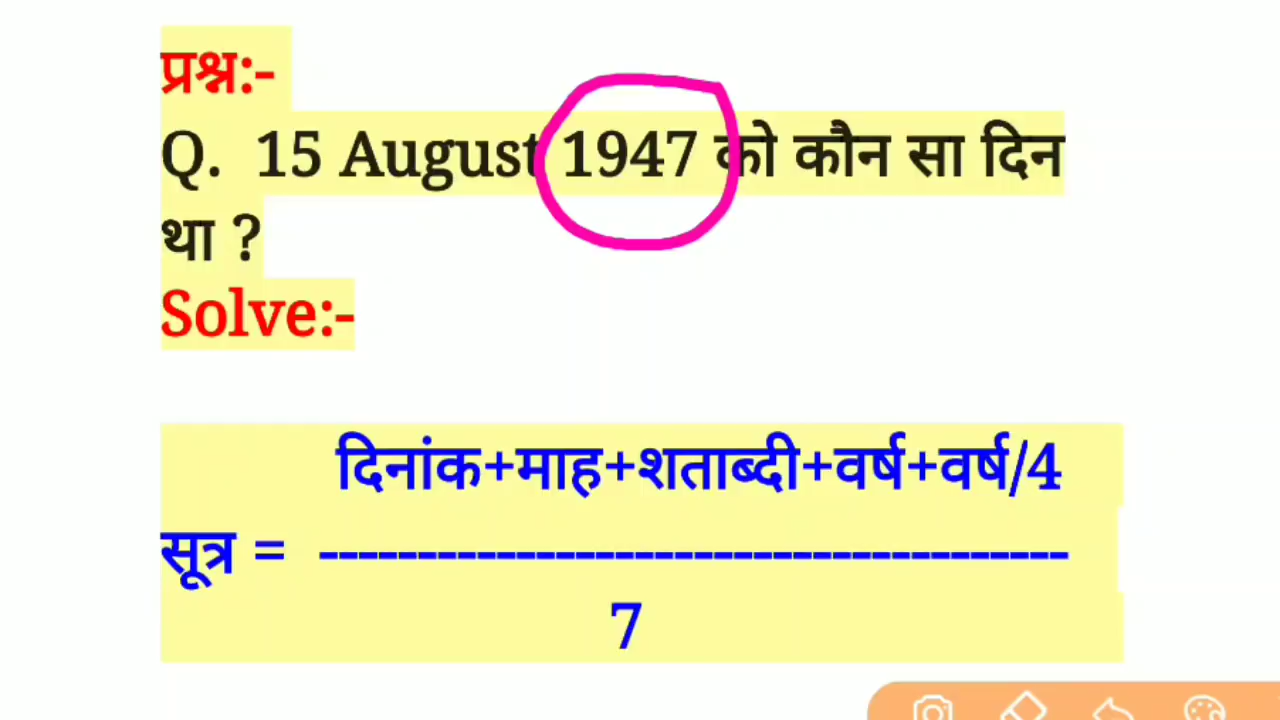 प्रश्न:-
Q. 15 August 1947 को कौन सा दिन
था ?
Solve:-
दिनांक+माह+शताब्दी+वर्ष+वर्ष/4
सूत्र = --------------------------------------
7